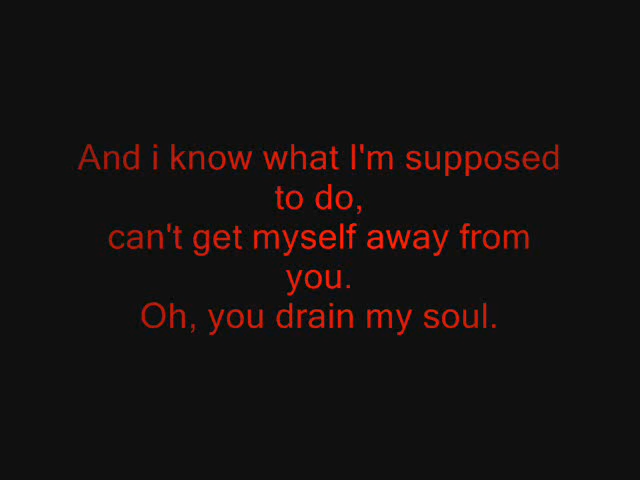 And i know what I'm supposed
to do,
can't get myself away from
you.
Oh, you drain my soul.